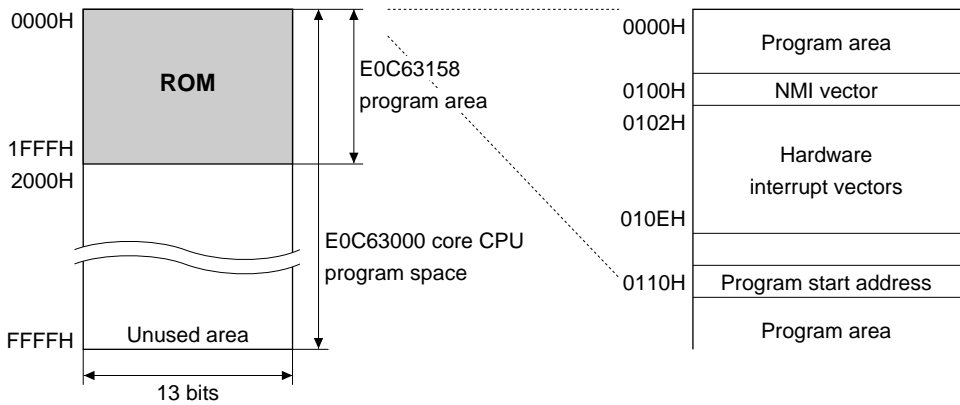 0000H
ROM
1FFFH
2000H
FFFFH
Unused area
13 bits
E0C63158
program area
E0C63000 core CPU
program space
0000H
Program area
0100H
NMI vector
0102H
Hardware
interrupt vectors
010EH
0110H
Program start address
Program area